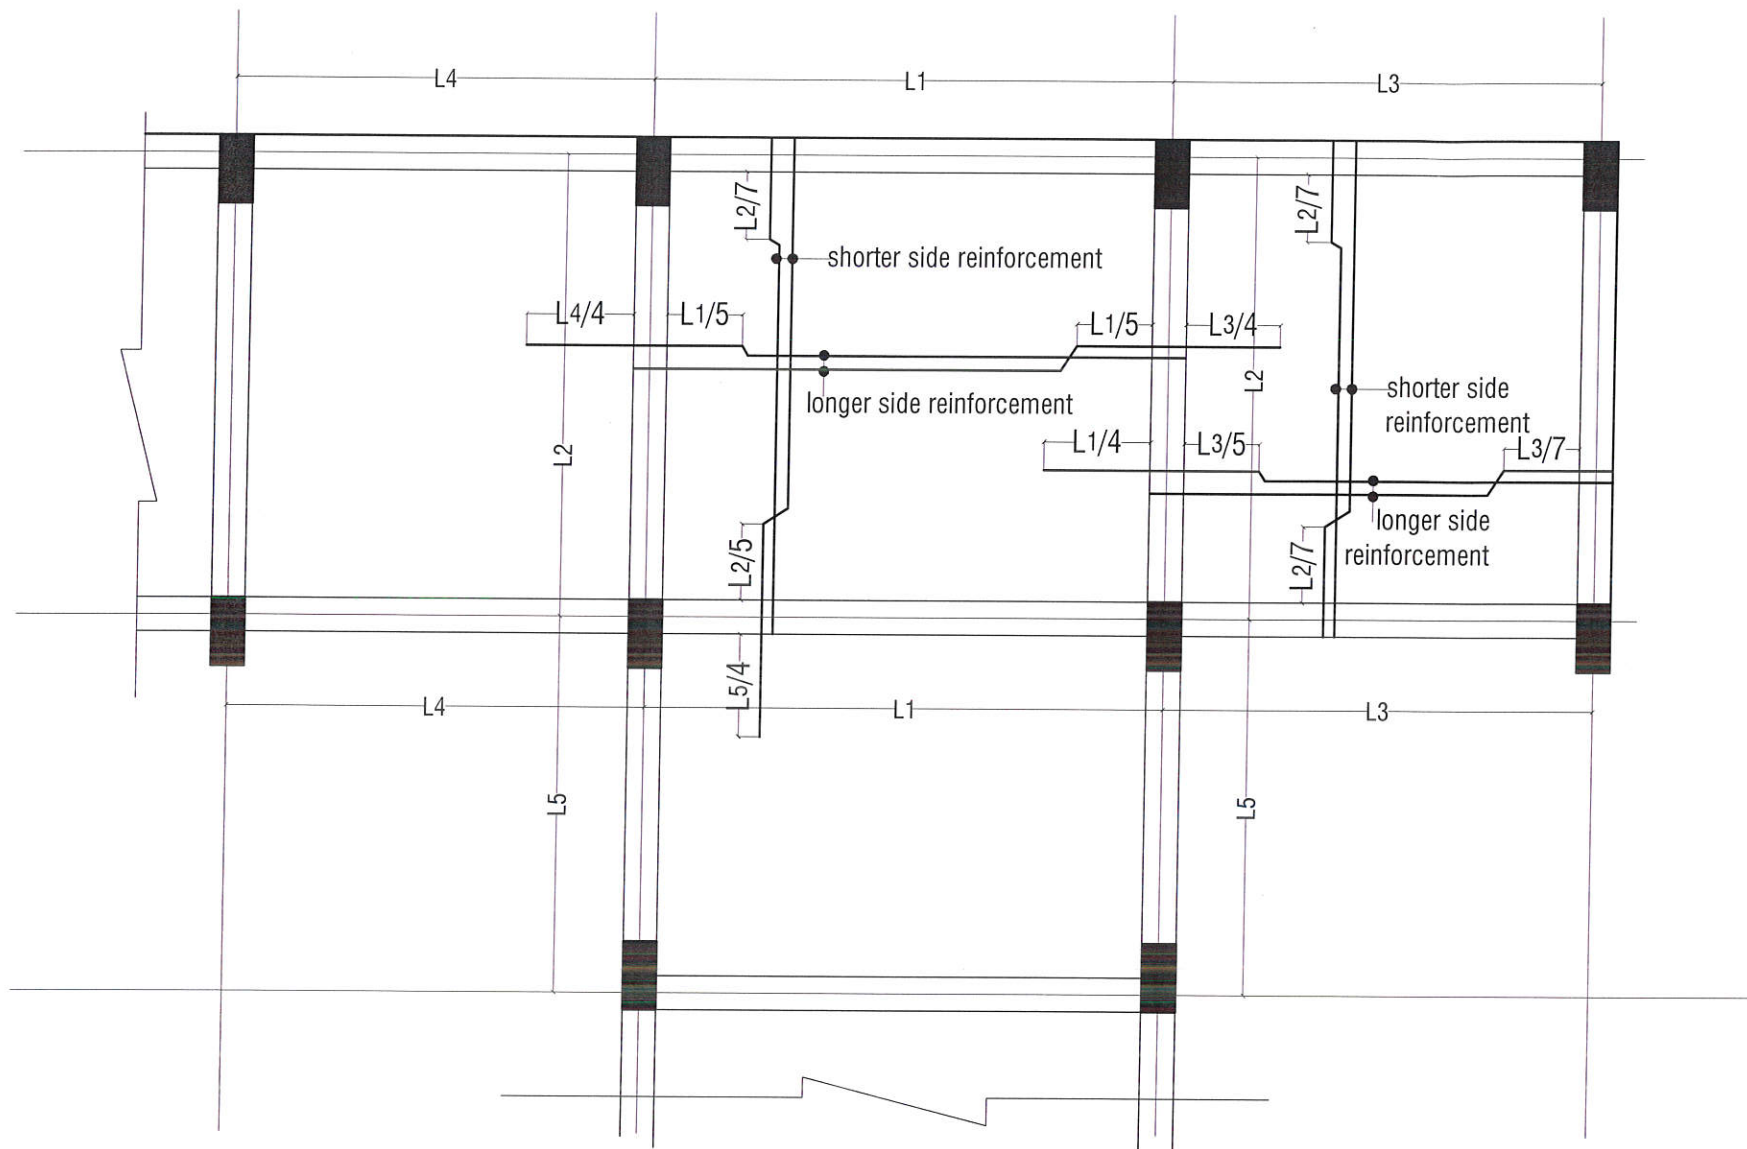 L4
L1
L3
L2/7
L2/7
shorter side reinforcement
L4/4
L1/5
L1/5
L3/4
L2
shorter side
reinforcement
longer side reinforcement
L2
L1/4
L3/5
L3/7
longer side
reinforcement
L2/5
L2/7
L5/4
L4
L1
L3
L5
L5